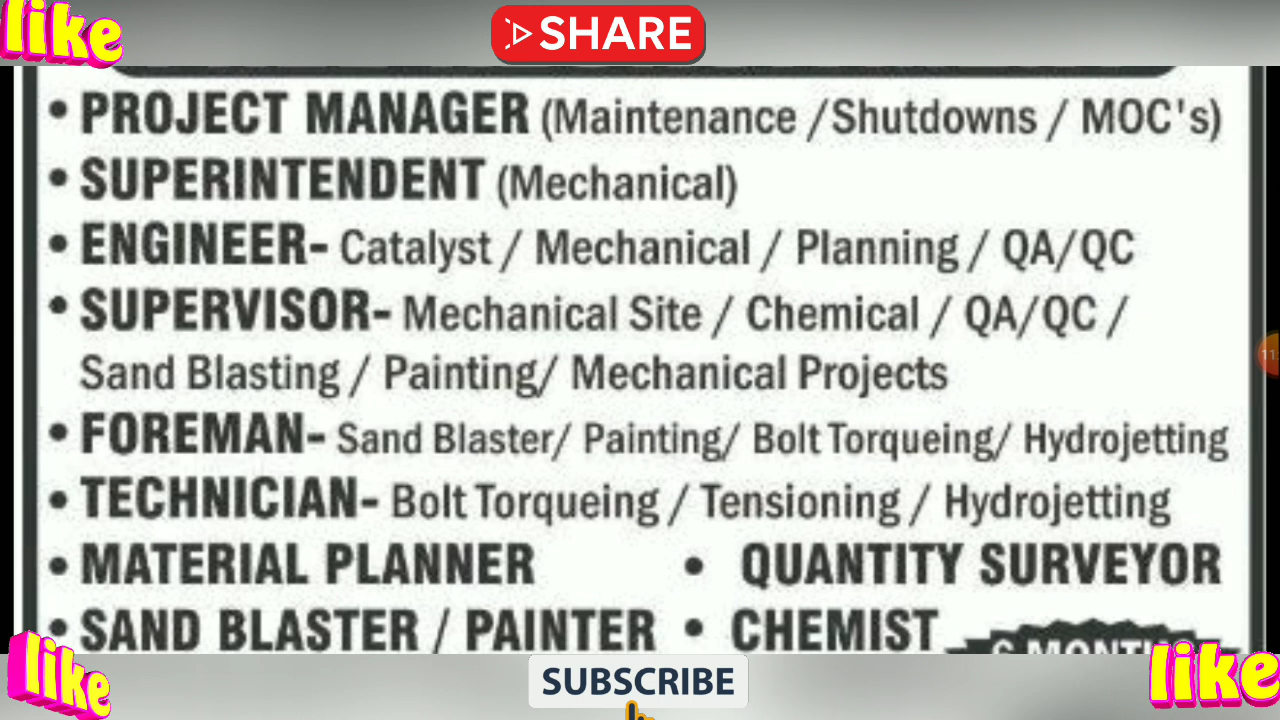 like
SHARE
• PROJECT MANAGER (Maintenance /Shutdowns / MOC's)
• SUPERINTENDENT (Mechanical)
• ENGINEER- Catalyst / Mechanical / Planning / QA/QC
• SUPERVISOR- Mechanical Site / Chemical / QA/QC /
Sand Blasting / Painting/ Mechanical Projects
11
• FOREMAN- Sand Blaster/ Painting/ Bolt Torqueing/ Hydrojetting
• TECHNICIAN- Bolt Torqueing / Tensioning / Hydrojetting
• MATERIAL PLANNER • QUANTITY SURVEYOR
• SAND BLASTER / PAINTER • CHEMIST
like
SUBSCRIBE
like